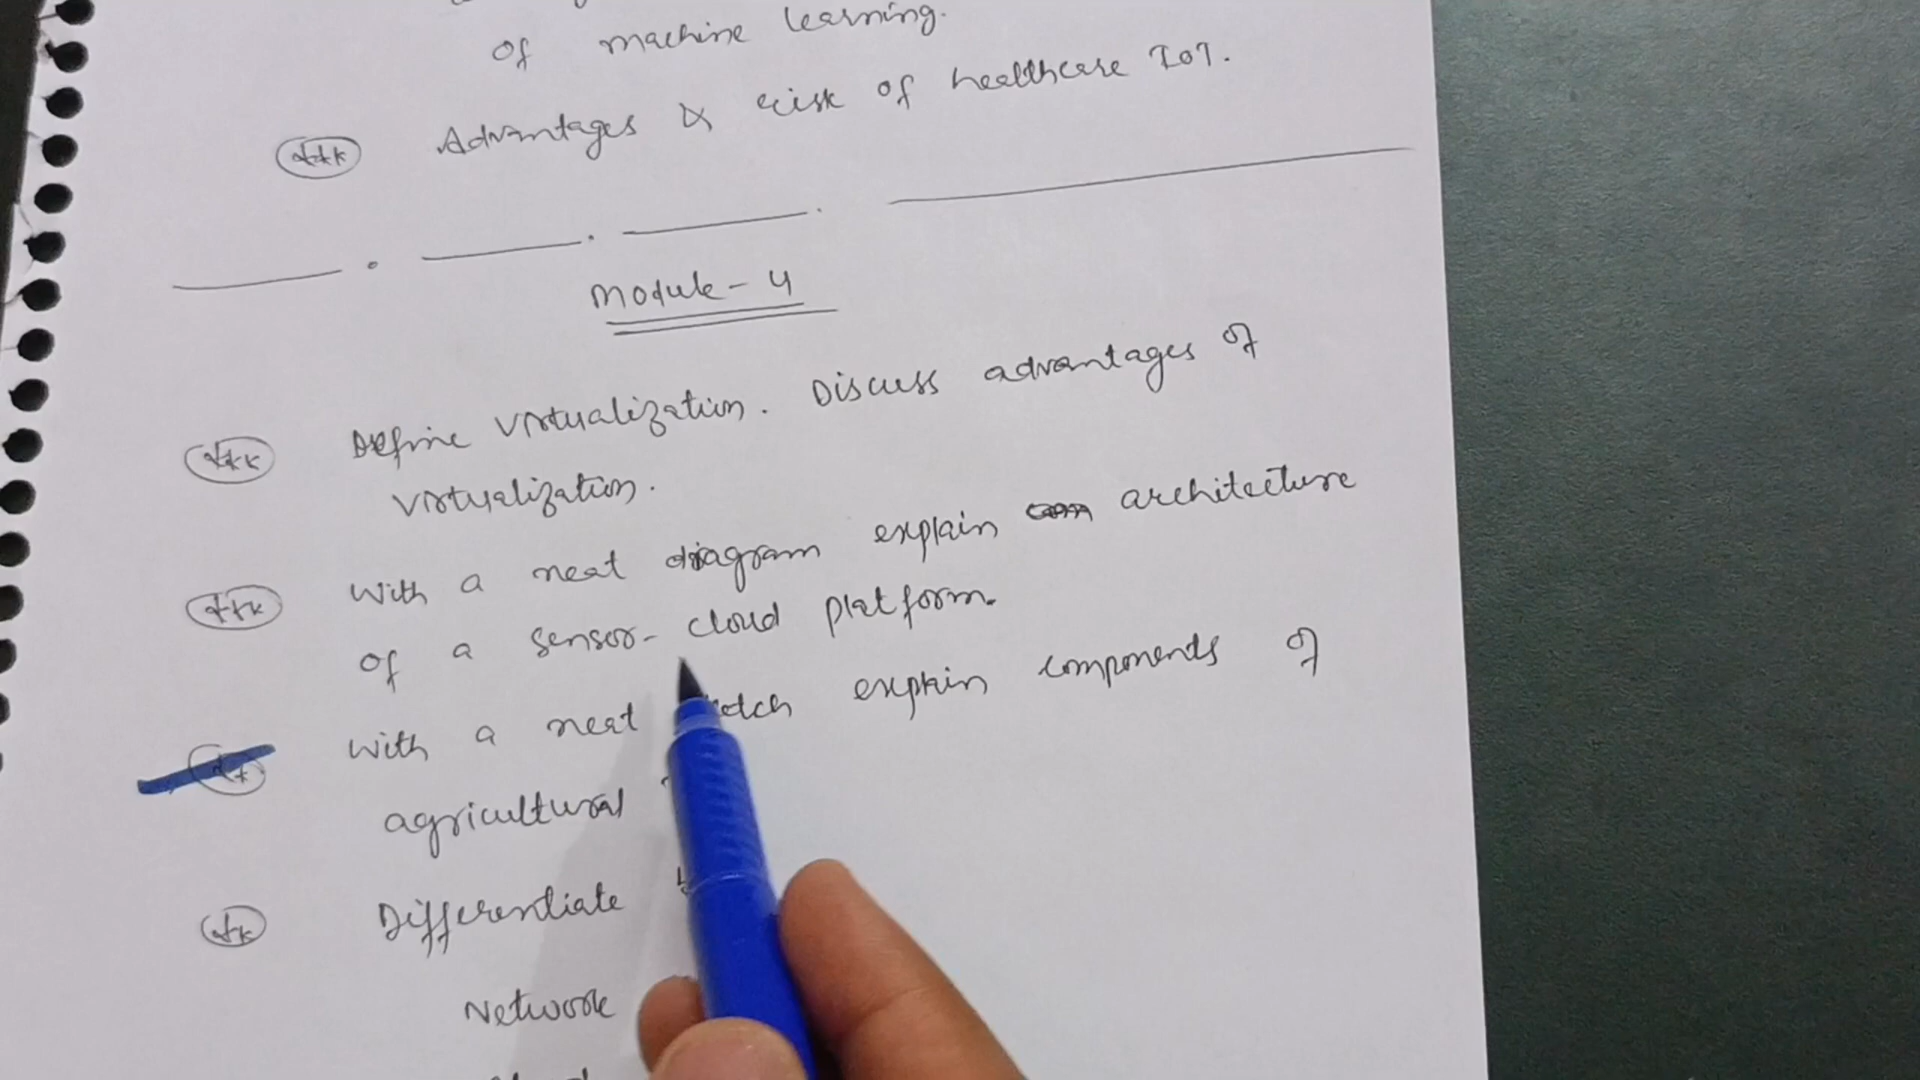 of machine learning.
*** Advantages & risk of healthcare IoT.
Module - 4
*** Define virtualization. Discuss advantages of
virtualization.
*** With a neat diagram explain architecture
of a sensor-cloud platform.
With a neat explain components of
agricultural
** Differentiate
Network